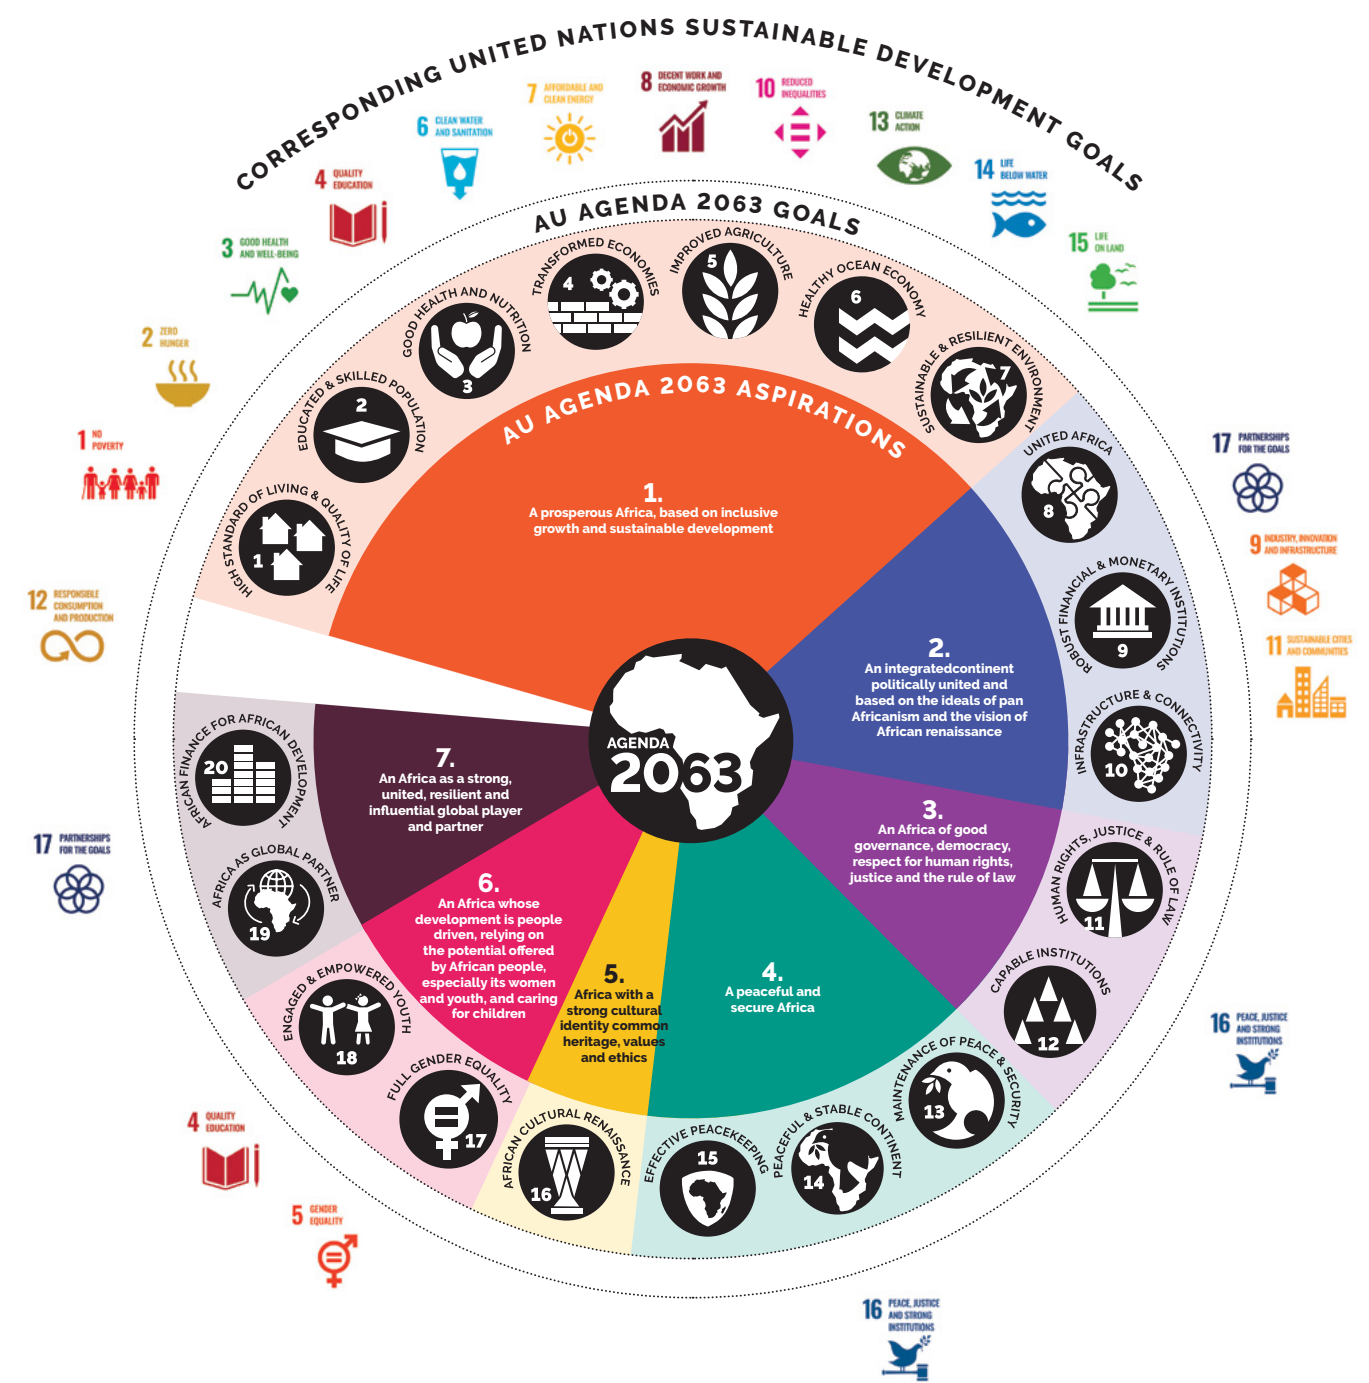 CORRESPONDING UNITED NATIONS SUSTAINABLE DEVELOPMENT GOALS
1 NO
POVERTY
2 ZERO
HUNGER
3 GOOD HEALTH
AND WELL-BEING
4 QUALITY
EDUCATION
6 CLEAN WATER
AND SANITATION
7 AFFORDABLE AND
CLEAN ENERGY
8 DECENT WORK AND
ECONOMIC GROWTH
10 REDUCED
INEQUALITIES
13 CLIMATE
ACTION
14 LIFE
BELOW WATER
15 LIFE
ON LAND
17 PARTNERSHIPS
FOR THE GOALS
9 INDUSTRY, INNOVATION
AND INFRASTRUCTURE
11 SUSTAINABLE CITIES
AND COMMUNITIES
16 PEACE, JUSTICE
AND STRONG
INSTITUTIONS
16 PEACE, JUSTICE
AND STRONG
INSTITUTIONS
5 GENDER
EQUALITY
4 QUALITY
EDUCATION
17 PARTNERSHIPS
FOR THE GOALS
12 RESPONSIBLE
CONSUMPTION
AND PRODUCTION
AU AGENDA 2063 GOALS
HIGH STANDARD OF LIVING & QUALITY OF LIFE
1
EDUCATED & SKILLED POPULATION
2
GOOD HEALTH AND NUTRITION
3
TRANSFORMED ECONOMIES
4
IMPROVED AGRICULTURE
5
HEALTHY OCEAN ECONOMY
6
SUSTAINABLE & RESILIENT ENVIRONMENT
7
UNITED AFRICA
8
ROBUST FINANCIAL & MONETARY INSTITUTIONS
9
INFRASTRUCTURE & CONNECTIVITY
10
HUMAN RIGHTS, JUSTICE & RULE OF LAW
11
CAPABLE INSTITUTIONS
12
MAINTENANCE OF PEACE & SECURITY
13
PEACEFUL & STABLE CONTINENT
14
EFFECTIVE PEACEKEEPING
15
AFRICAN CULTURAL RENAISSANCE
16
FULL GENDER EQUALITY
17
ENGAGED & EMPOWERED YOUTH
18
AFRICA AS GLOBAL PARTNER
19
AFRICAN FINANCE FOR AFRICAN DEVELOPMENT
20
AU AGENDA 2063 ASPIRATIONS
1.
A prosperous Africa, based on inclusive
growth and sustainable development
2.
An integratedcontinent
politically united and
based on the ideals of pan
Africanism and the vision of
African renaissance
3.
An Africa of good
governance, democracy,
respect for human rights,
justice and the rule of law
4.
A peaceful and
secure Africa
5.
Africa with a
strong cultural
identity common
heritage, values
and ethics
6.
An Africa whose
development is people
driven, relying on
the potential offered
by African people,
especially its women
and youth, and caring
for children
7.
An Africa as a strong,
united, resilient and
influential global player
and partner
AGENDA
2063